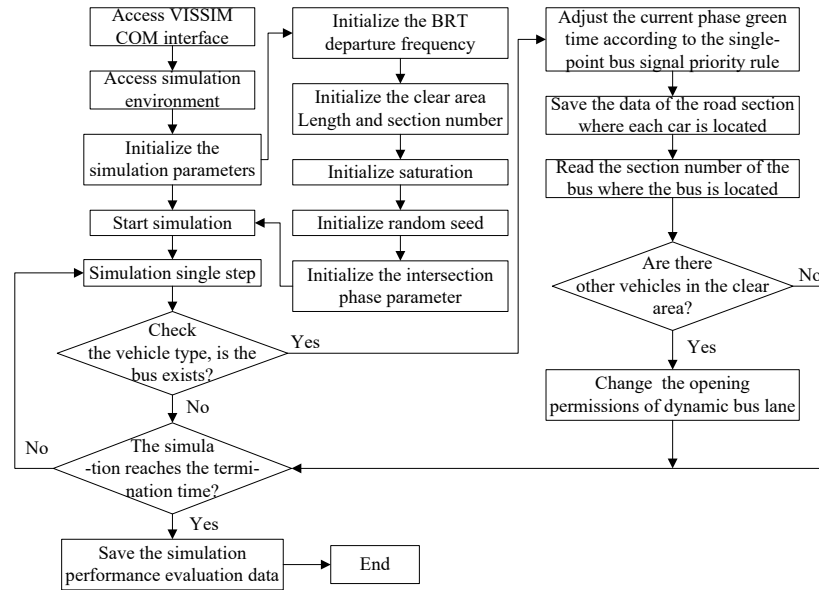 Access VISSIM
COM interface
Access simulation
environment
Initialize the
simulation parameters
Start simulation
Simulation single step
Check
the vehicle type, is the
bus exists?
Yes
No
The simula
-tion reaches the termi-
nation time?
No
Yes
Save the simulation
performance evaluation data
End
Initialize the BRT
departure frequency
Initialize the clear area
Length and section number
Initialize saturation
Initialize random seed
Initialize the intersection
phase parameter
Adjust the current phase green
time according to the single-
point bus signal priority rule
Save the data of the road section
where each car is located
Read the section number of the
bus where the bus is located
Are there
other vehicles in the clear
area?
No
Yes
Change the opening
permissions of dynamic bus lane